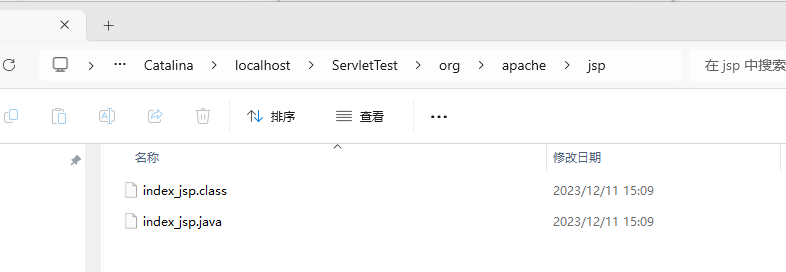 … Catalina localhost ServletTest org apache jsp 在 jsp 中搜索
排序 查看 …
名称 修改日期
index_jsp.class 2023/12/11 15:09
index_jsp.java 2023/12/11 15:09